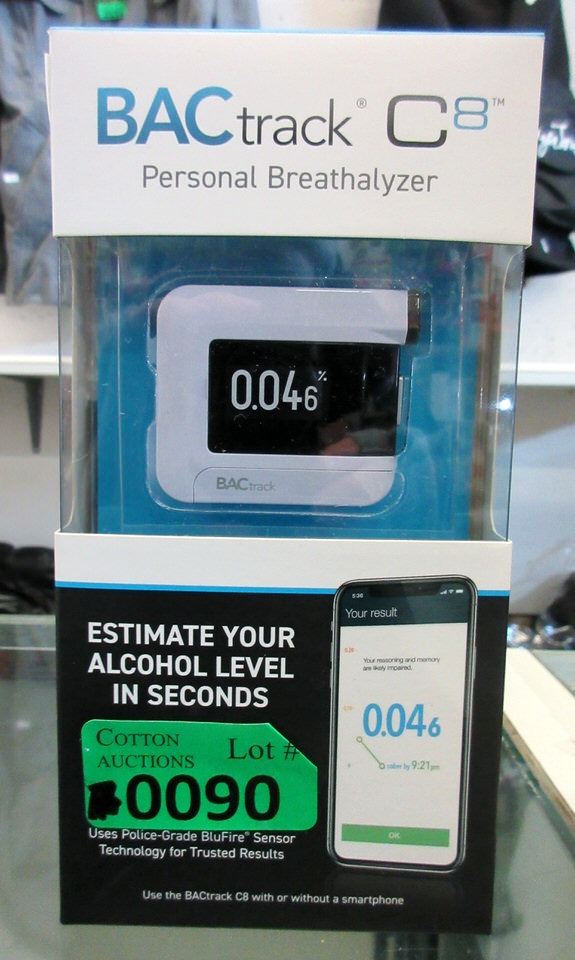 BACtrack® C8™
Personal Breathalyzer
0.046%
BACtrack
ESTIMATE YOUR
ALCOHOL LEVEL
IN SECONDS
COTTON
AUCTIONS
Lot #
0090
Uses Police-Grade BluFire® Sensor
Technology for Trusted Results
5:36
Your result
Your reasoning and memory
are likely impaired.
0.046
sober by 9:21pm
OK
Use the BACtrack C8 with or without a smartphone